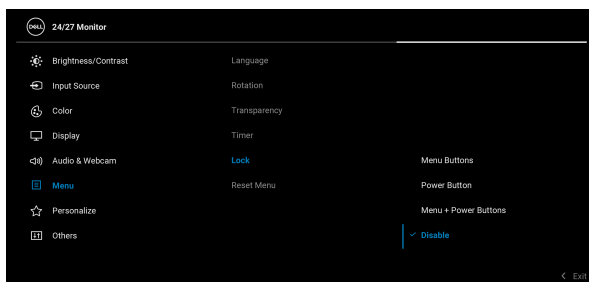 DELL 24/27 Monitor
Brightness/Contrast Language
Input Source Rotation
Color Transparency
Display Timer
Audio & Webcam Lock Menu Buttons
Menu Reset Menu Power Button
Personalize Menu + Power Buttons
Others Disable
Exit